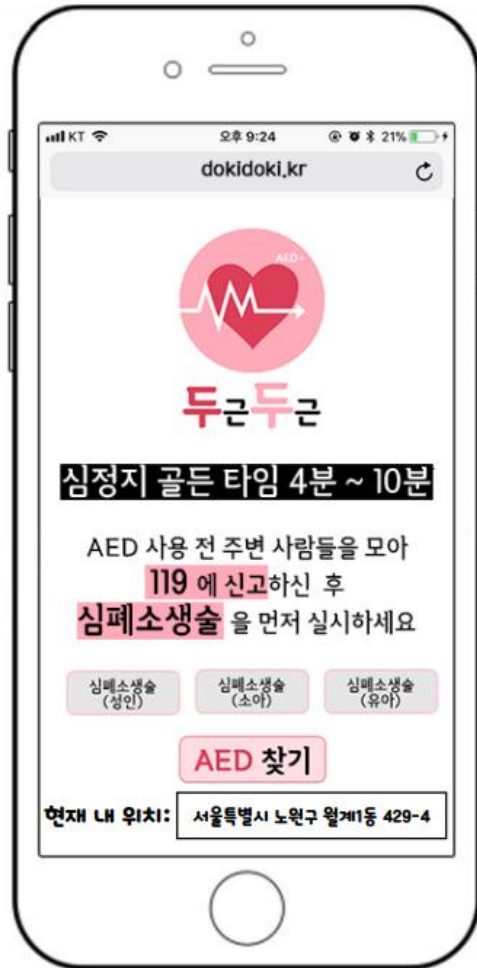 KT 오후 9:24 21%
dokidoki.kr
AED+
두근두근
심정지 골든 타임 4분 ~ 10분
AED 사용 전 주변 사람들을 모아
119 에 신고하신 후
심폐소생술 을 먼저 실시하세요
심폐소생술 심폐소생술 심폐소생술
(성인) (소아) (유아)
AED 찾기
현재 내 위치: 서울특별시 노원구 월계1동 429-4